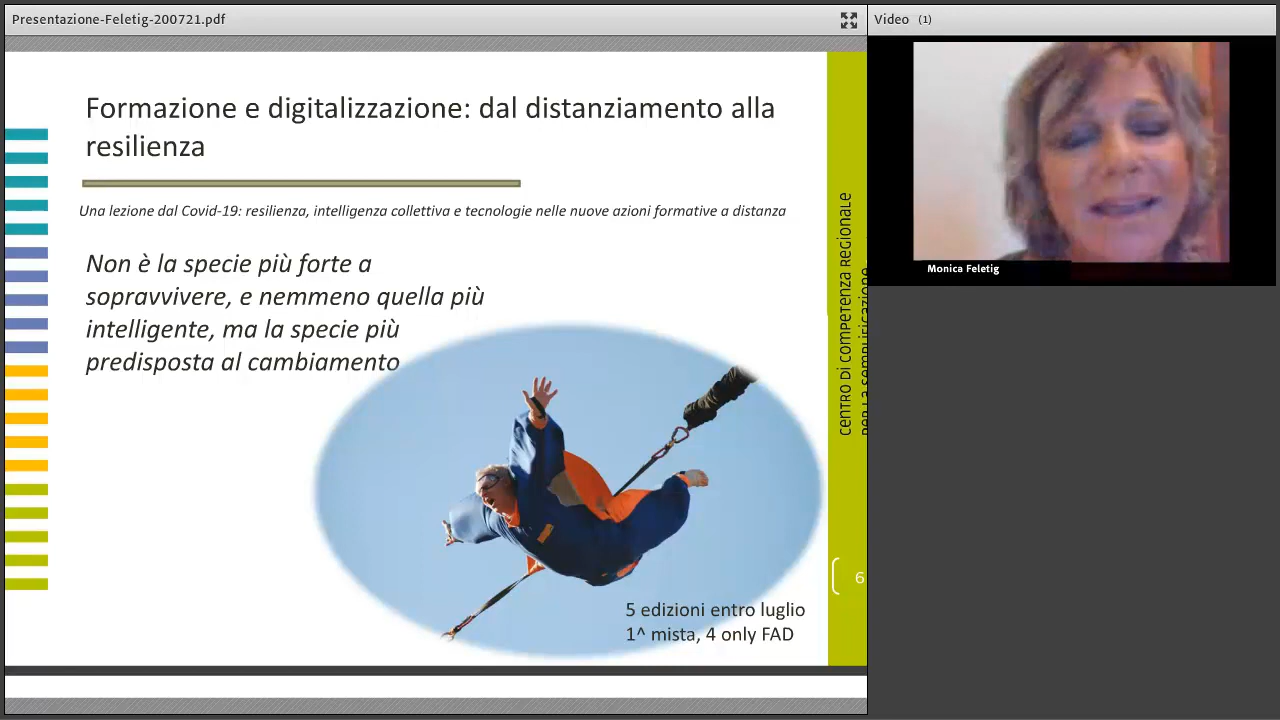 Presentazione-Feletig-200721.pdf
Video (1)
Formazione e digitalizzazione: dal distanziamento alla
resilienza
Una lezione dal Covid-19: resilienza, intelligenza collettiva e tecnologie nelle nuove azioni formative a distanza
Non è la specie più forte a
sopravvivere, e nemmeno quella più
intelligente, ma la specie più
predisposta al cambiamento
5 edizioni entro luglio
1^ mista, 4 only FAD
CENTRO DI COMPETENZA REGIONALE
PER LA SEMPLIFICAZIONE
6
Monica Feletig